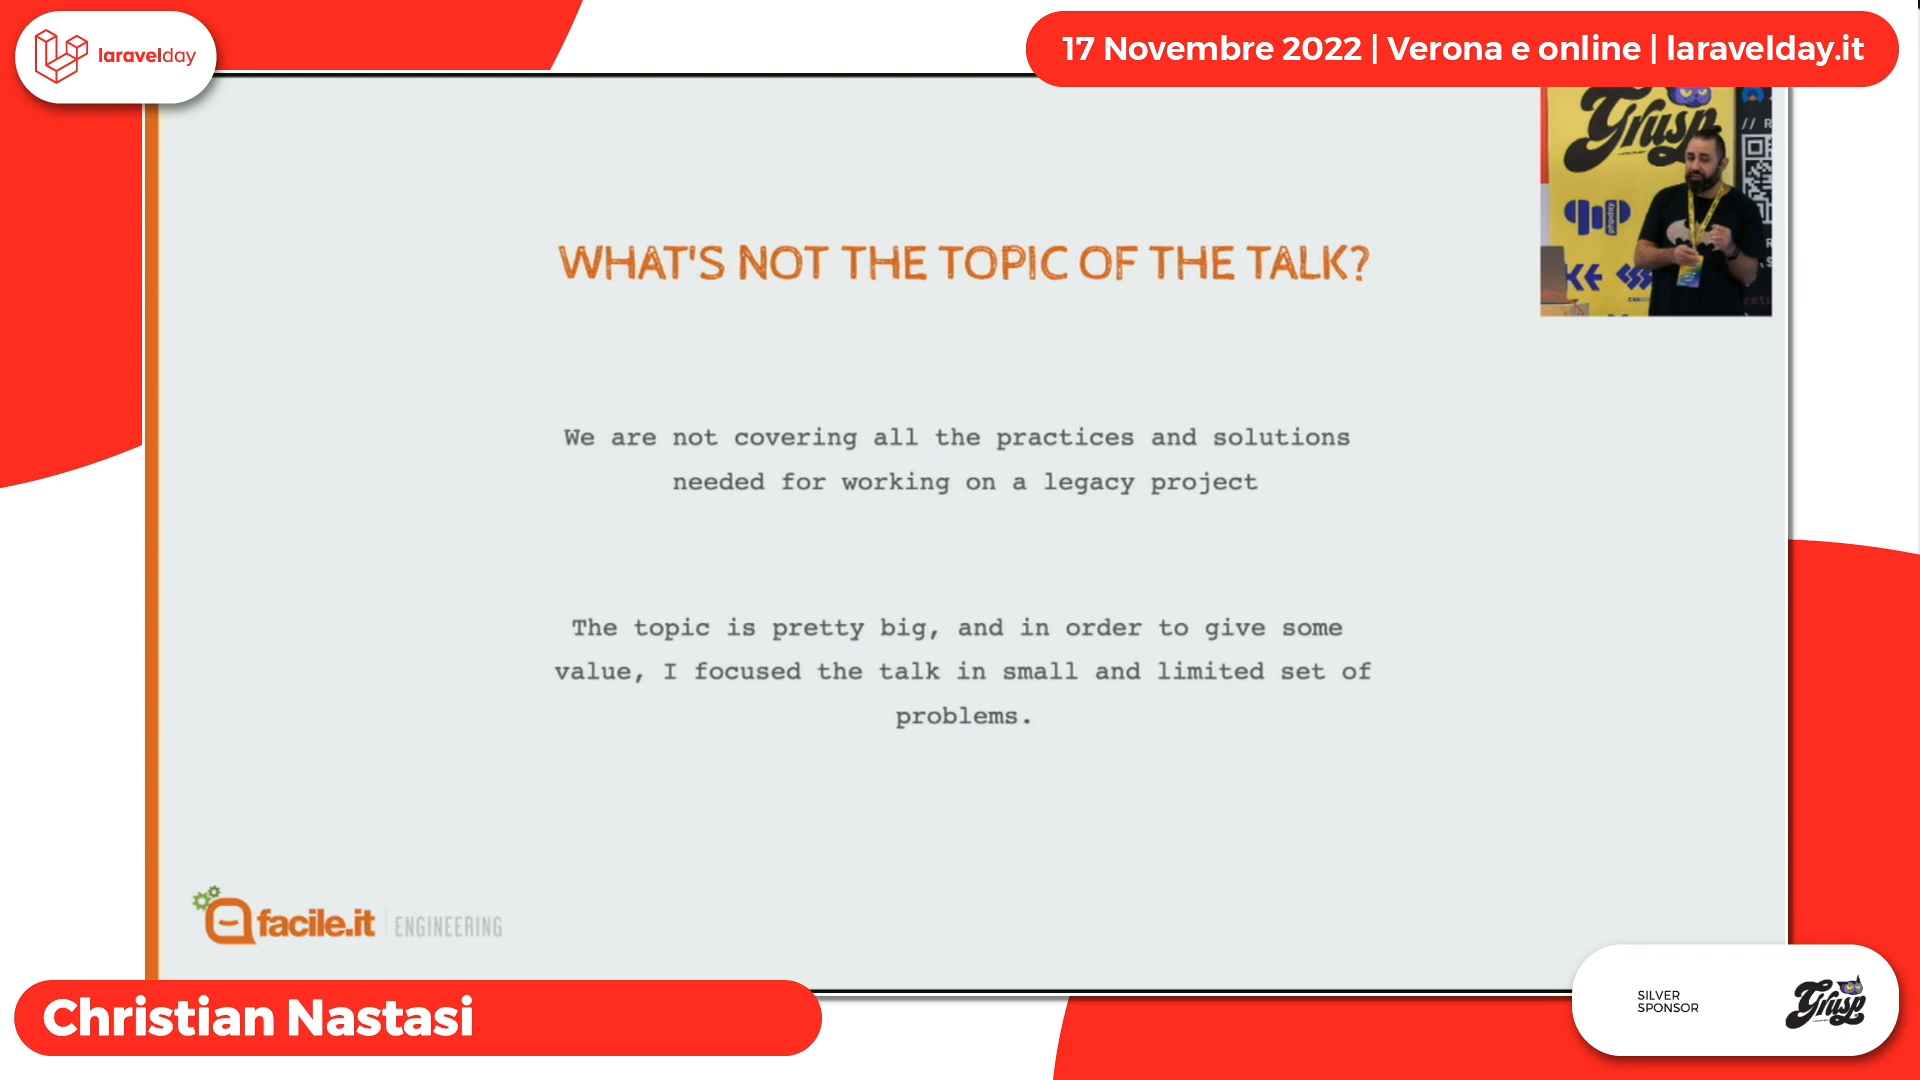 laravelday
17 Novembre 2022 | Verona e online | laravelday.it
Grusp
// R
phpday
KE
WHAT'S NOT THE TOPIC OF THE TALK?
We are not covering all the practices and solutions
needed for working on a legacy project
The topic is pretty big, and in order to give some
value, I focused the talk in small and limited set of
problems.
facile.it | ENGINEERING
Christian Nastasi
SILVER
SPONSOR
Grusp